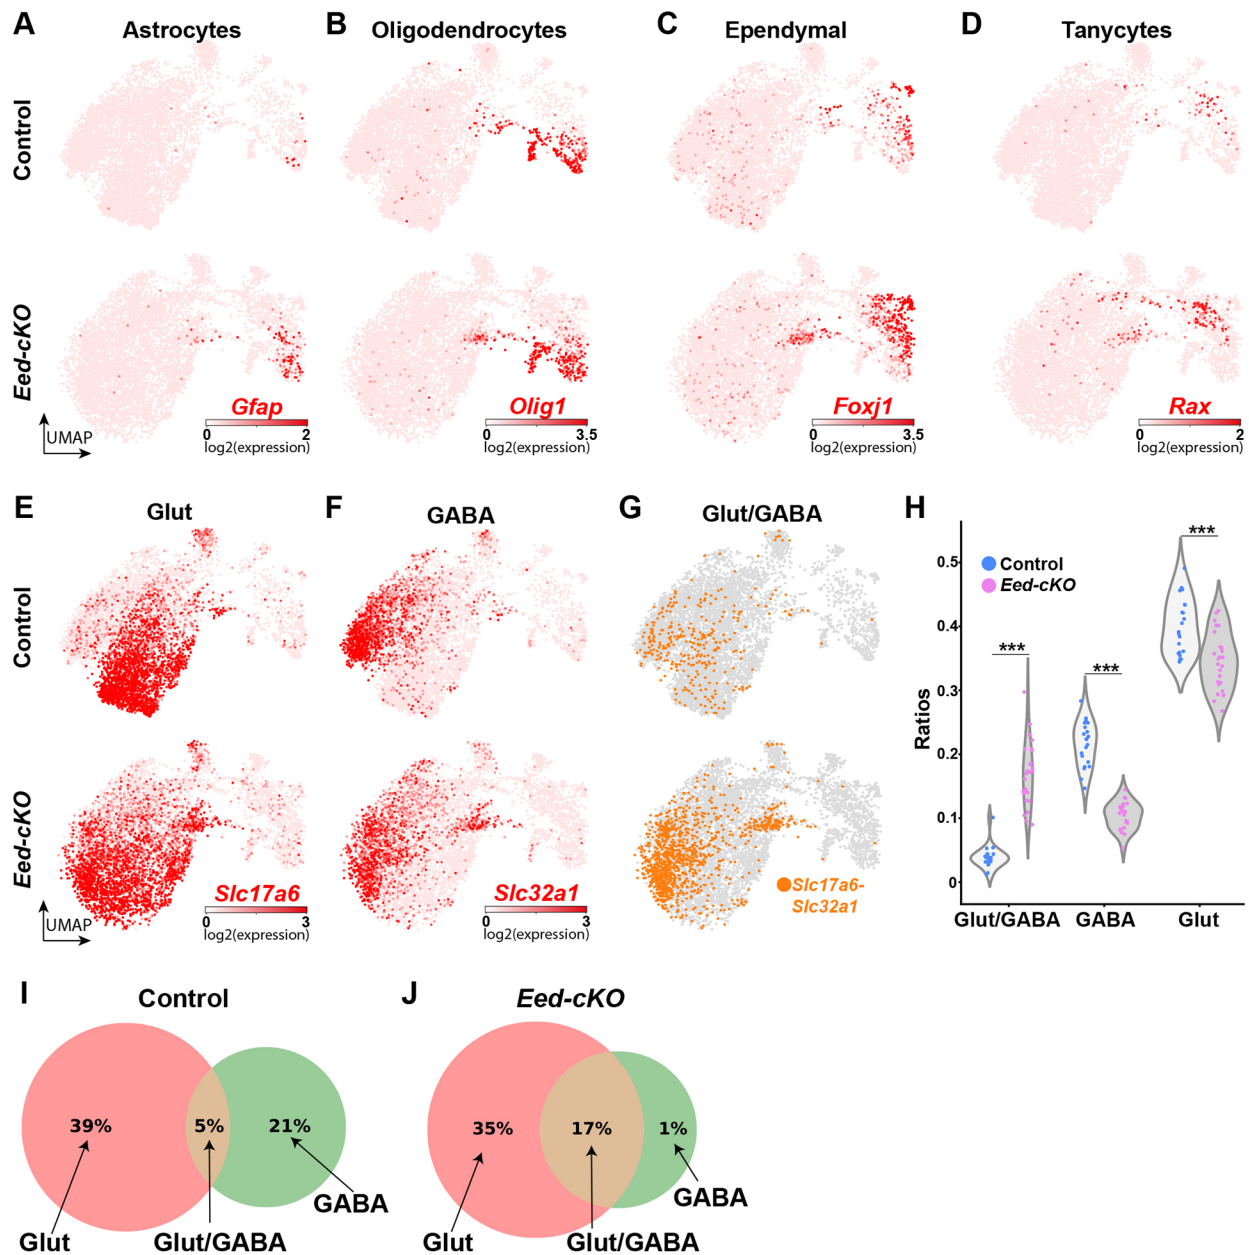 A
Astrocytes
B
Oligodendrocytes
C
Ependymal
D
Tanycytes
Control
Eed-cKO
UMAP
Gfap
0 2
log2(expression)
Olig1
0 3.5
log2(expression)
Foxj1
0 3.5
log2(expression)
Rax
0 2
log2(expression)
E
Glut
F
GABA
G
Glut/GABA
H
Control
Eed-cKO
UMAP
Slc17a6
0 3
log2(expression)
Slc32a1
0 3
log2(expression)
Slc17a6-
Slc32a1
Control
Eed-cKO
***
***
***
Ratios
0.5
0.4
0.3
0.2
0.1
0
Glut/GABA
GABA
Glut
I
Control
39%
5%
21%
Glut
Glut/GABA
GABA
J
Eed-cKO
35%
17%
1%
Glut
Glut/GABA
GABA